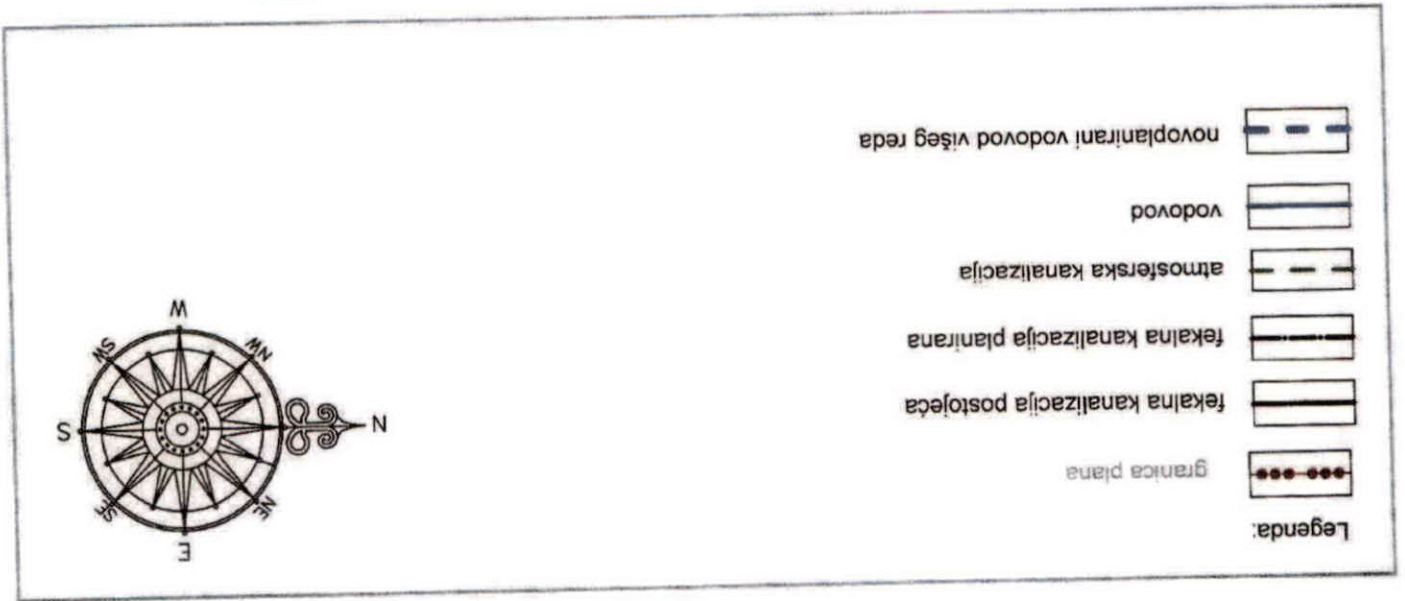 Legenda:
granica plana
fekalna kanalizacija postojeća
fekalna kanalizacija planirana
atmosferska kanalizacija
vodovod
novoplanirani vodovod višeg reda
E
SE
NE
S
N
SW
NW
W